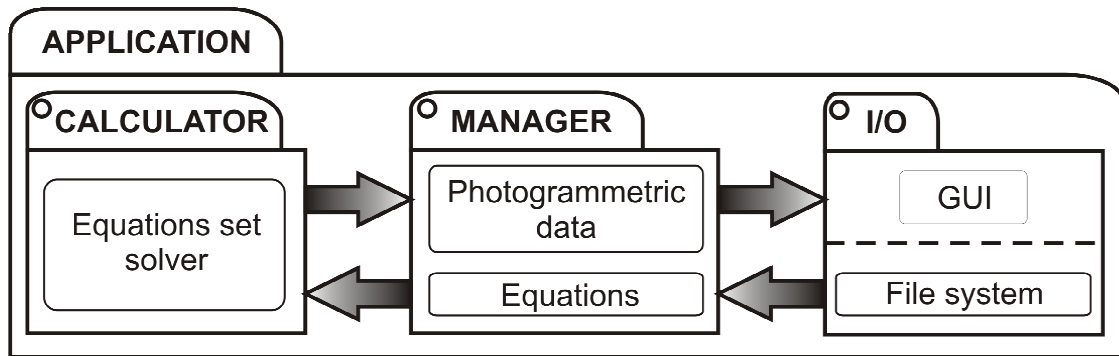 APPLICATION
CALCULATOR
Equations set
solver
MANAGER
Photogrammetric
data
Equations
I/O
GUI
File system